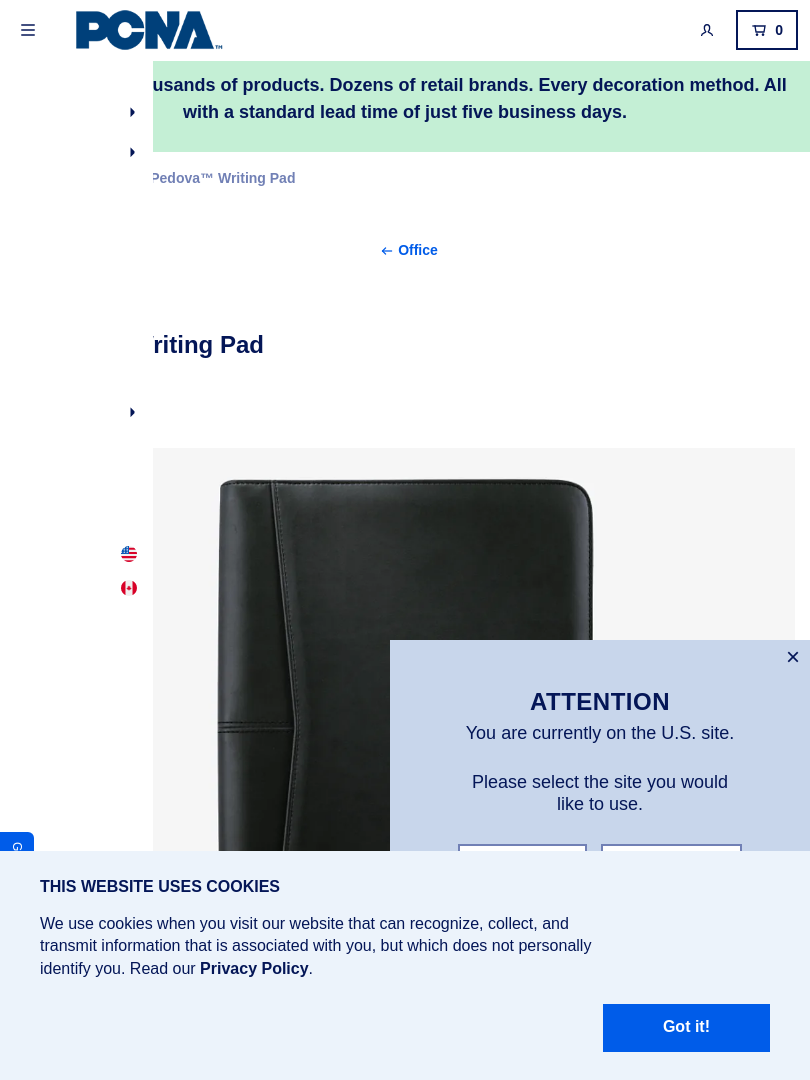 PCNA™
0
of products. Dozens of retail brands. Every decoration method. All
with a standard lead time of just five business days.
Pedova™ Writing Pad
← Office
Pad
ATTENTION
You are currently on the U.S. site.
Please select the site you would
like to use.
THIS WEBSITE USES COOKIES
We use cookies when you visit our website that can recognize, collect, and
transmit information that is associated with you, but which does not personally
identify you. Read our Privacy Policy.
Got it!